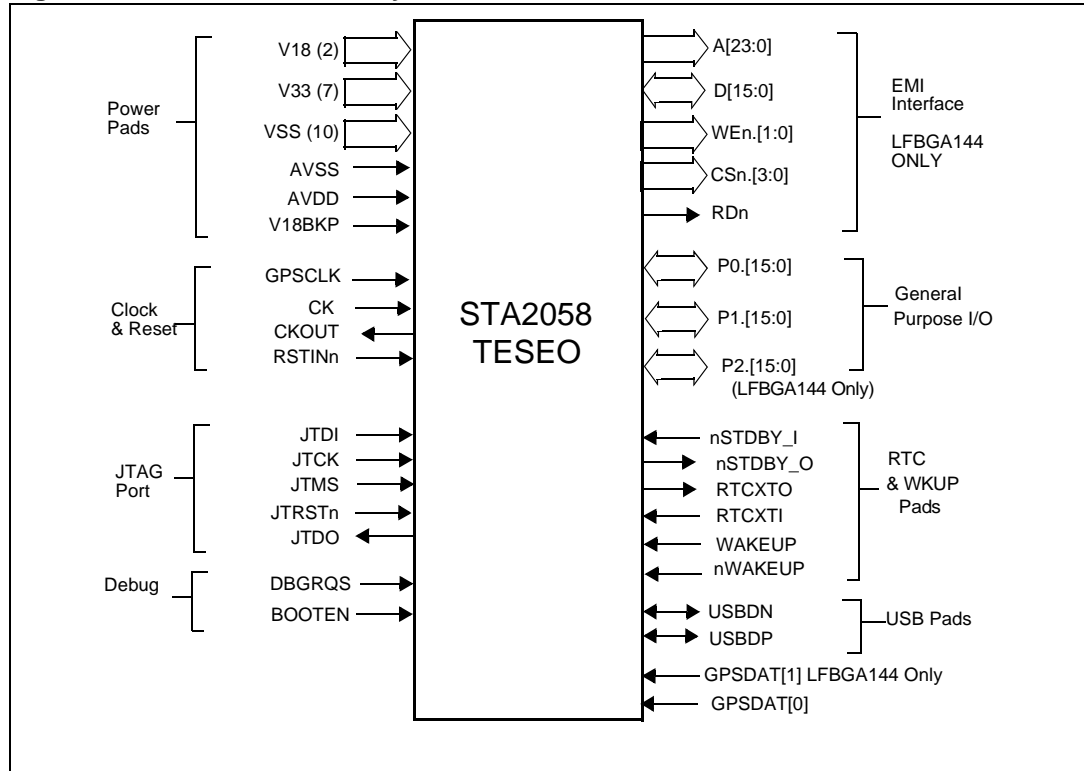 Power
Pads
V18 (2)
V33 (7)
VSS (10)
AVSS
AVDD
V18BKP
Clock
& Reset
GPSCLK
CK
CKOUT
RSTINn
JTAG
Port
JTDI
JTCK
JTMS
JTRSTn
JTDO
Debug
DBGRQS
BOOTEN
STA2058
TESEO
A[23:0]
D[15:0]
WEn.[1:0]
CSn.[3:0]
RDn
EMI
Interface
LFBGA144
ONLY
P0.[15:0]
P1.[15:0]
P2.[15:0]
(LFBGA144 Only)
General
Purpose I/O
nSTDBY_I
nSTDBY_O
RTCXTO
RTCXTI
WAKEUP
nWAKEUP
RTC
& WKUP
Pads
USBDN
USBDP
USB Pads
GPSDAT[1] LFBGA144 Only
GPSDAT[0]